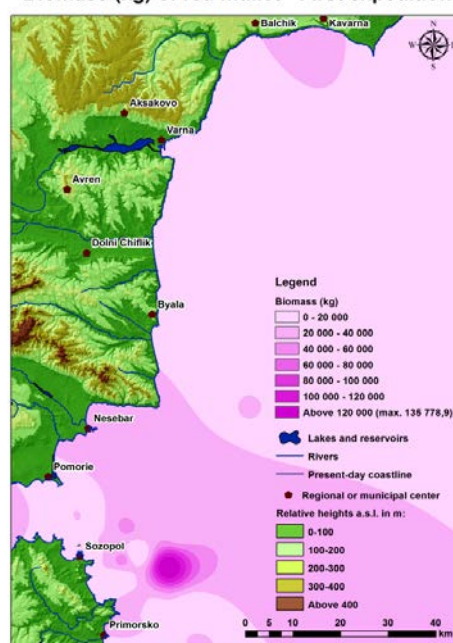 Balchik
Kavarna
N
W
E
S
Aksakovo
Varna
Avren
Dolni Chiflik
Byala
Nesebar
Pomorie
Sozopol
Primorsko
Legend
Biomass (kg)
0 - 20 000
20 000 - 40 000
40 000 - 60 000
60 000 - 80 000
80 000 - 100 000
100 000 - 120 000
Above 120 000 (max. 135 778,9)
Lakes and reservoirs
Rivers
Present-day coastline
Regional or municipal center
Relative heights a.s.l. in m:
0-100
100-200
200-300
300-400
Above 400
0 5 10 20 30 40
km